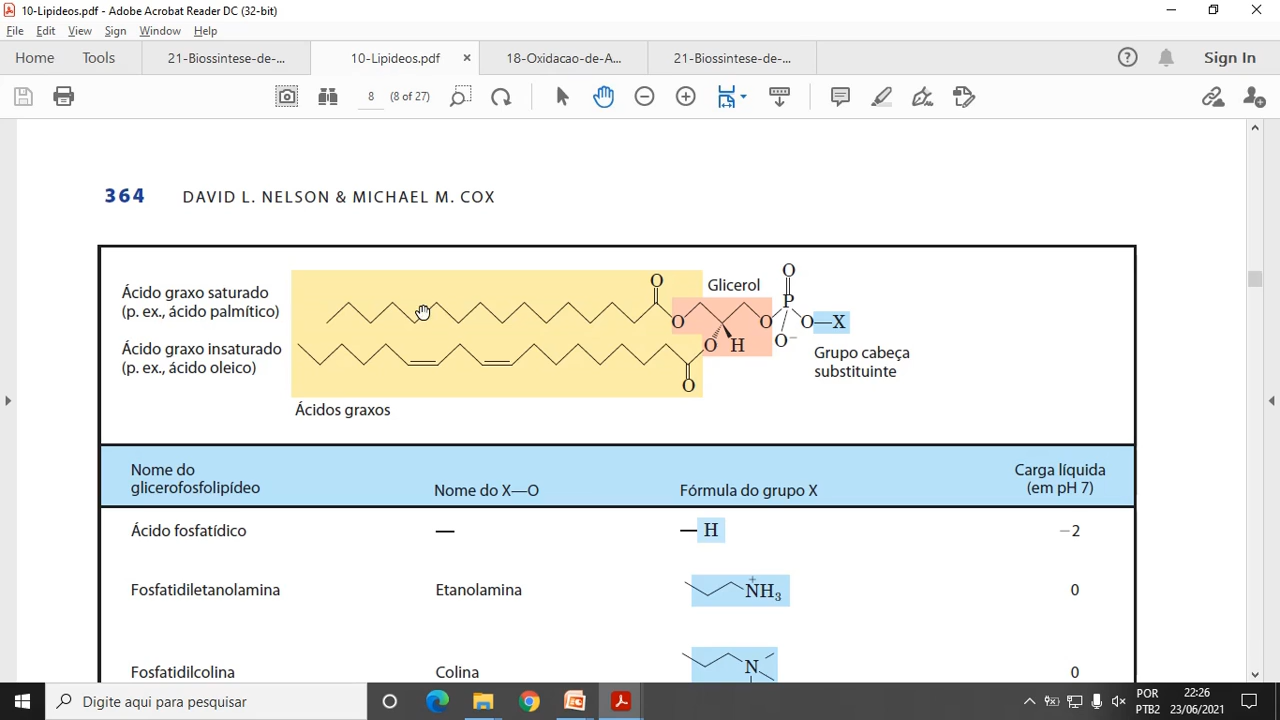 10-Lipideos.pdf - Adobe Acrobat Reader DC (32-bit)
File Edit View Sign Window Help
Home Tools 21-Biossintese-de-... 10-Lipideos.pdf × 18-Oxidacao-de-A... 21-Biossintese-de-... Sign In
8 (8 of 27)
364 DAVID L. NELSON & MICHAEL M. COX
Ácido graxo saturado
(p. ex., ácido palmítico)
Ácido graxo insaturado
(p. ex., ácido oleico)
Ácidos graxos
O
O
O
Glicerol
O
H
O
O
P
O⁻
O—X
Grupo cabeça
substituinte
Nome do
glicerofosfolipídeo
Nome do X—O
Fórmula do grupo X
Carga líquida
(em pH 7)
Ácido fosfatídico — —H −2
Fosfatidiletanolamina Etanolamina N⁺H₃ 0
Fosfatidilcolina Colina N 0
Digite aqui para pesquisar
POR
PTB2
22:26
23/06/2021